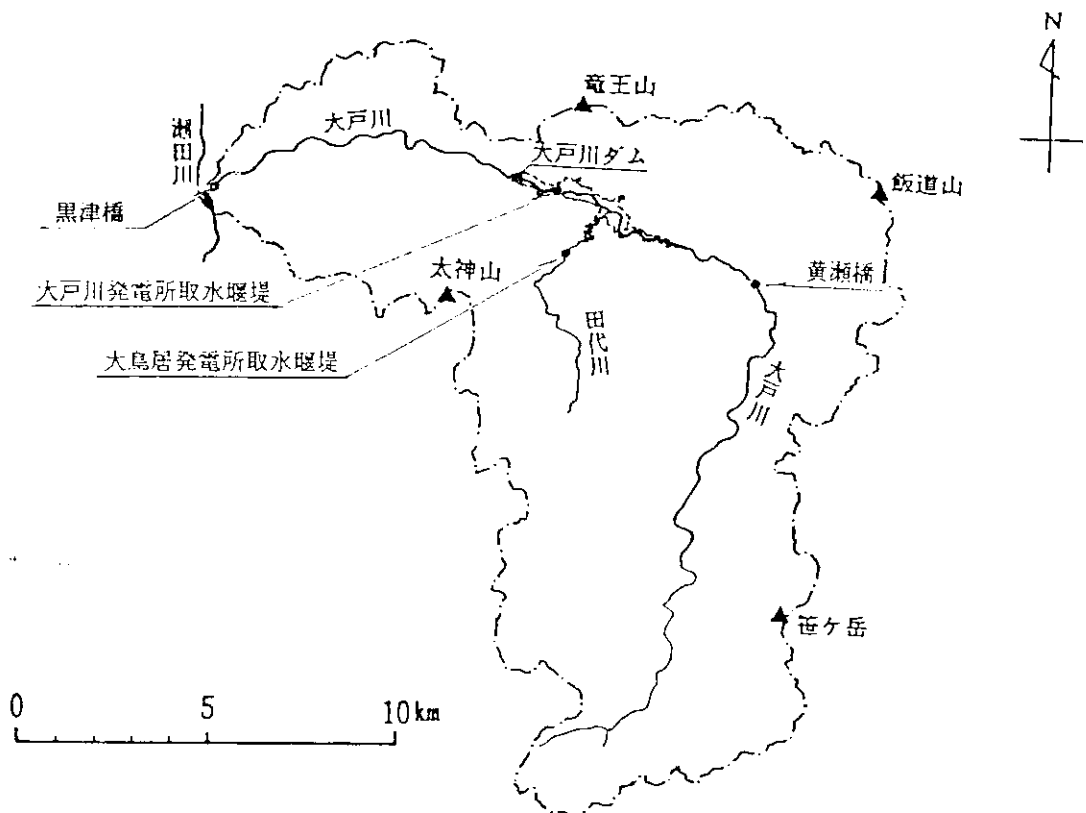 N
竜王山
大戸川
瀬田川
大戸川ダム
飯道山
黒津橋
太神山
黄瀬橋
大戸川発電所取水堰堤
田代川
大鳥居発電所取水堰堤
大戸川
笹ケ岳
0 5 10km